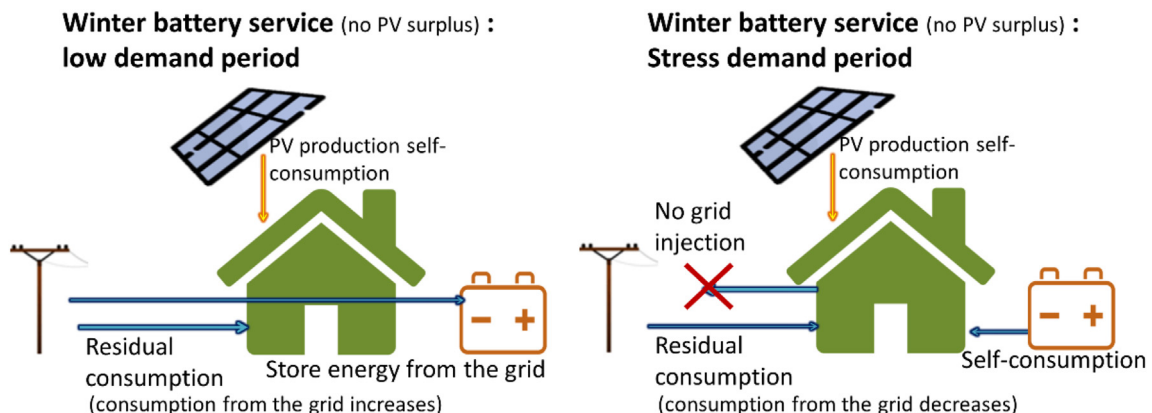 Winter battery service (no PV surplus) :
low demand period
PV production self-
consumption
Residual
consumption
(consumption from the grid increases)
Store energy from the grid
Winter battery service (no PV surplus) :
Stress demand period
PV production self-
consumption
No grid
injection
Residual
consumption
(consumption from the grid decreases)
Self-consumption